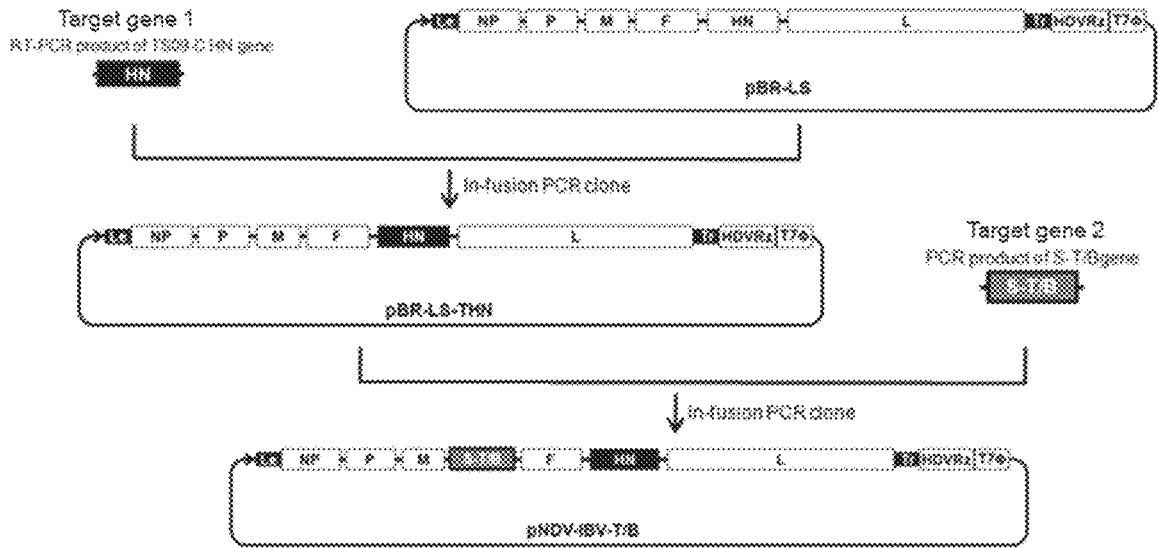 Target gene 1
RT-PCR product of TS09-C HN gene
HN
NP P M F HN L HDVRz T7Φ
pBR-LS
In-fusion PCR clone
NP P M F HN L HDVRz T7Φ
pBR-LS-THN
Target gene 2
PCR product of S-T/B gene
S-T/B
In-fusion PCR clone
NP P M S-T/B F HN L HDVRz T7Φ
pNDV-IBV-T/B